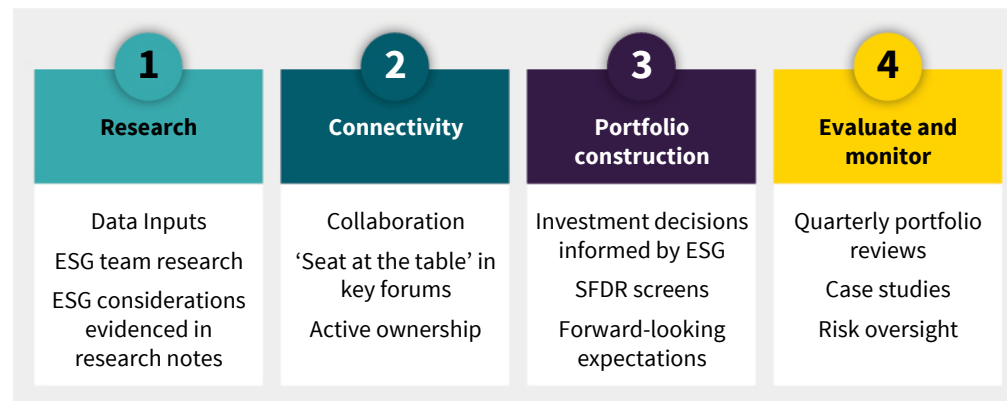 1
Research
Data Inputs
ESG team research
ESG considerations
evidenced in
research notes
2
Connectivity
Collaboration
‘Seat at the table’ in
key forums
Active ownership
3
Portfolio
construction
Investment decisions
informed by ESG
SFDR screens
Forward-looking
expectations
4
Evaluate and
monitor
Quarterly portfolio
reviews
Case studies
Risk oversight